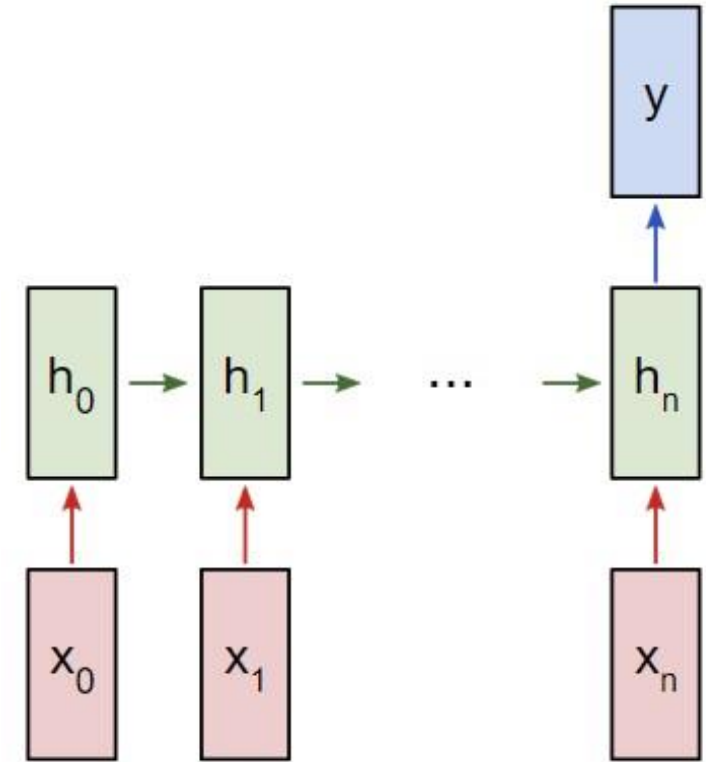 y
h₀ h₁ ... hₙ
x₀ x₁ xₙ